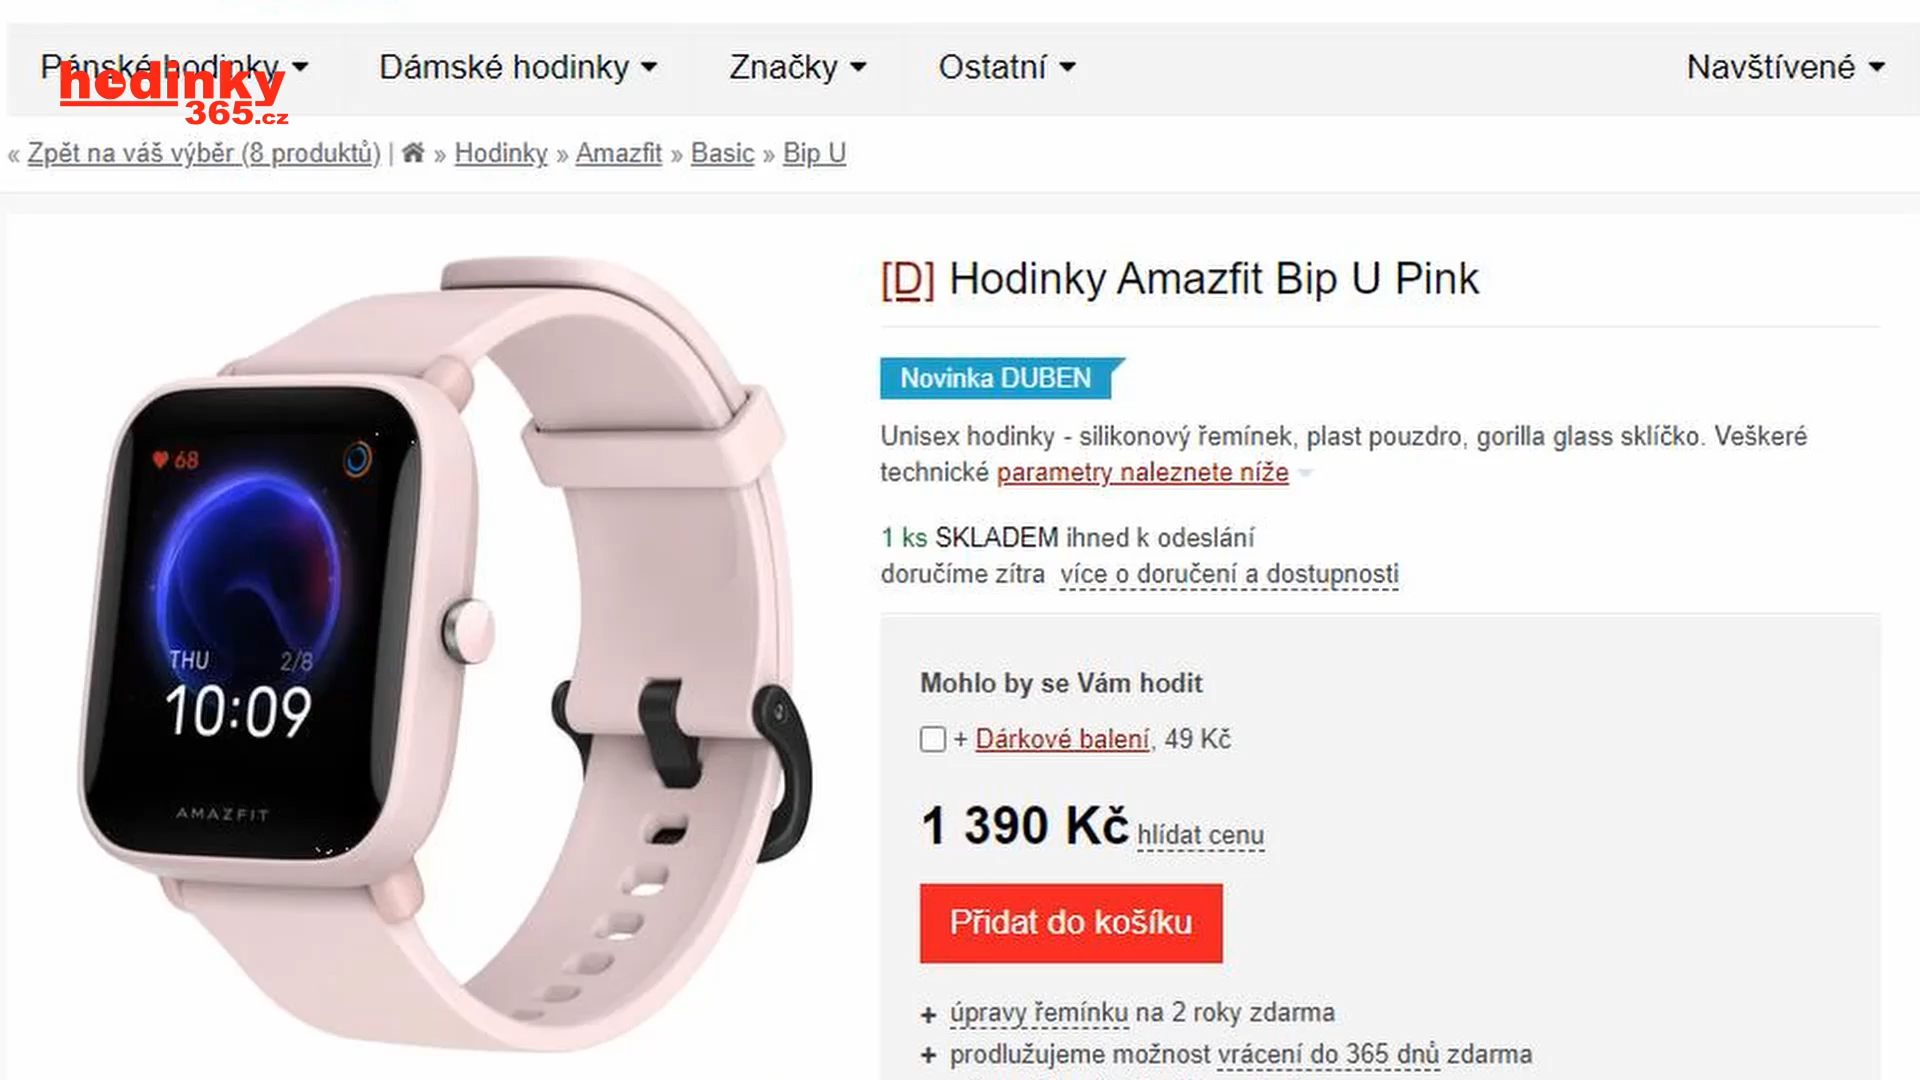 Pánské hodinky
Dámské hodinky
Značky
Ostatní
Navštívené
hodinky
365.cz
« Zpět na váš výběr (8 produktů) | » Hodinky » Amazfit » Basic » Bip U
[D] Hodinky Amazfit Bip U Pink
Novinka DUBEN
Unisex hodinky - silikonový řemínek, plast pouzdro, gorilla glass sklíčko. Veškeré
technické parametry naleznete níže
1 ks SKLADEM ihned k odeslání
doručíme zítra více o doručení a dostupnosti
68
THU 2/8
10:09
AMAZFIT
Mohlo by se Vám hodit
+ Dárkové balení, 49 Kč
1 390 Kč hlídat cenu
Přidat do košíku
+ úpravy řemínku na 2 roky zdarma
+ prodlužujeme možnost vrácení do 365 dnů zdarma